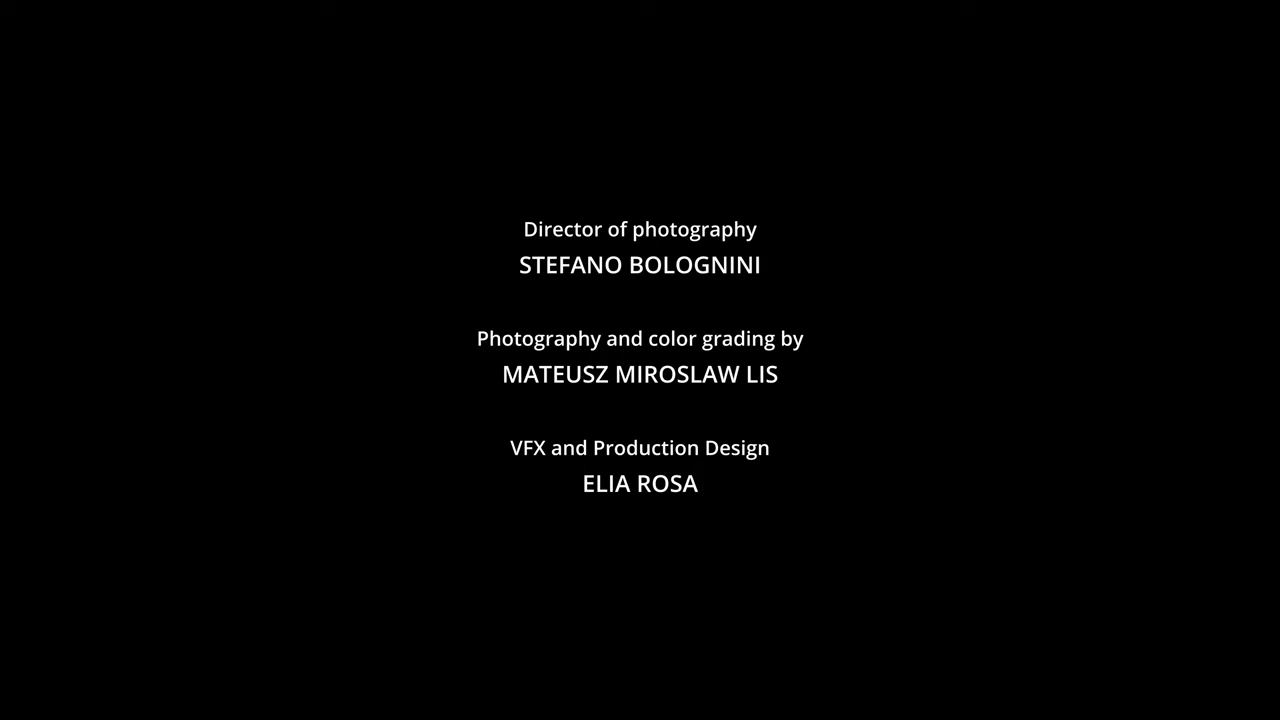 Director of photography
STEFANO BOLOGNINI
Photography and color grading by
MATEUSZ MIROSLAW LIS
VFX and Production Design
ELIA ROSA